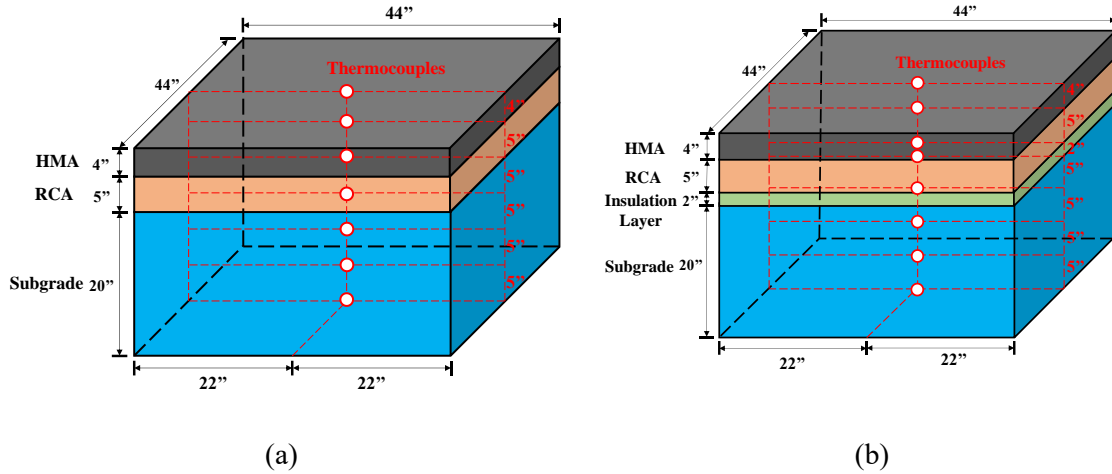 44”
44”
Thermocouples
4”
5”
5”
5”
5”
5”
HMA 4”
RCA 5”
Subgrade 20”
22” 22”
(a)
44”
44”
Thermocouples
4”
5”
2”
5”
5”
5”
5”
HMA 4”
RCA 5”
Insulation 2”
Layer
Subgrade 20”
22” 22”
(b)